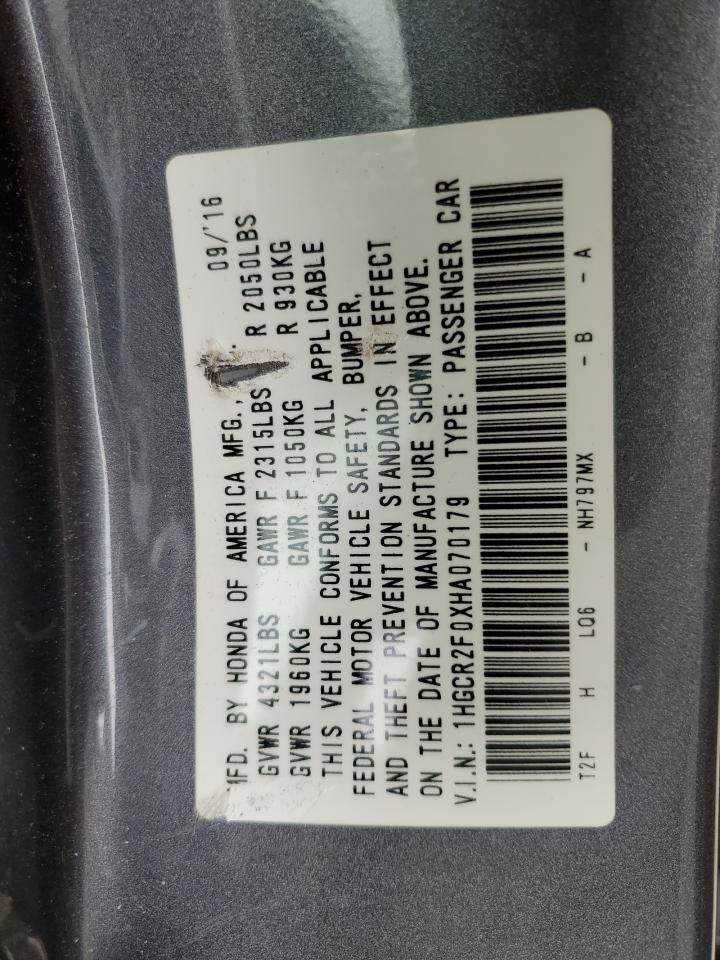 MFD. BY HONDA OF AMERICA MFG., 09/'16
GVWR 4321LBS GAWR F 2315LBS R 2050LBS
GVWR 1960KG GAWR F 1050KG R 930KG
THIS VEHICLE CONFORMS TO ALL APPLICABLE
FEDERAL MOTOR VEHICLE SAFETY, BUMPER,
AND THEFT PREVENTION STANDARDS IN EFFECT
ON THE DATE OF MANUFACTURE SHOWN ABOVE.
V.I.N.: 1HGCR2F0XHA070179 TYPE: PASSENGER CAR
T2F H LQ6 - NH797MX - B - A